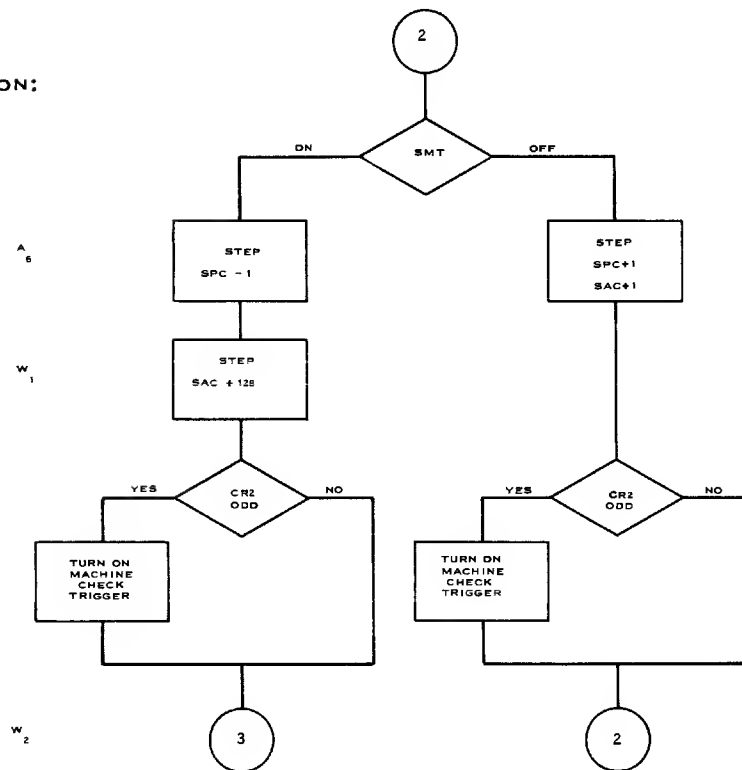 2
ON:
SMT
ON
OFF
A6
STEP
SPC - 1
STEP
SPC+1
SAC+1
W1
STEP
SAC + 128
CR2
ODD
YES
NO
CR2
ODD
YES
NO
TURN ON
MACHINE
CHECK
TRIGGER
TURN ON
MACHINE
CHECK
TRIGGER
W2
3
2